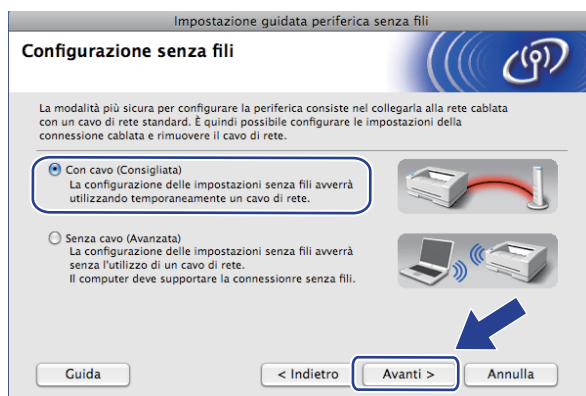 Impostazione guidata periferica senza fili
Configurazione senza fili
La modalità più sicura per configurare la periferica consiste nel collegarla alla rete cablata
con un cavo di rete standard. È quindi possibile configurare le impostazioni della
connessione cablata e rimuovere il cavo di rete.
Con cavo (Consigliata)
La configurazione delle impostazioni senza fili avverrà
utilizzando temporaneamente un cavo di rete.
Senza cavo (Avanzata)
La configurazione delle impostazioni senza fili avverrà
senza l'utilizzo di un cavo di rete.
Il computer deve supportare la connessionre senza fili.
Guida
< Indietro
Avanti >
Annulla